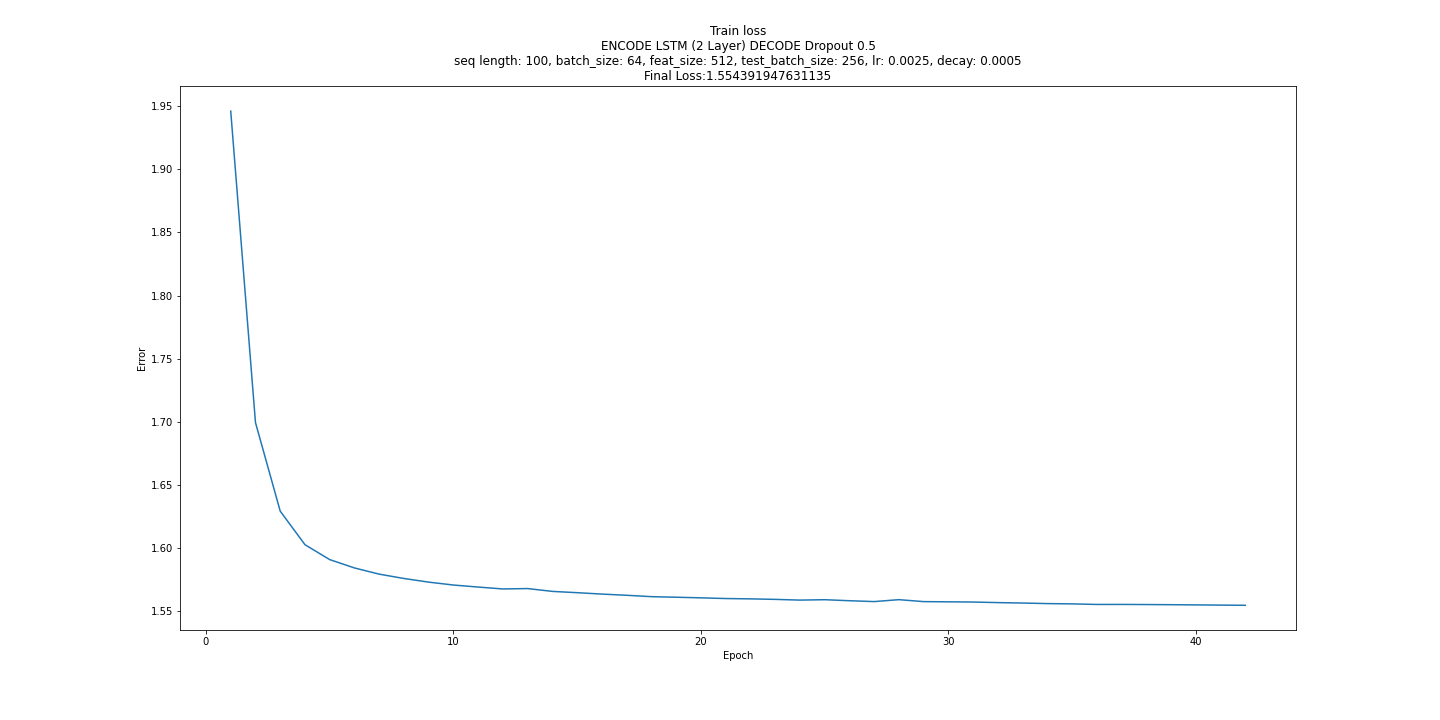 Train loss
ENCODE LSTM (2 Layer) DECODE Dropout 0.5
seq length: 100, batch_size: 64, feat_size: 512, test_batch_size: 256, lr: 0.0025, decay: 0.0005
Final Loss:1.554391947631135
1.95
1.90
1.85
1.80
1.75
1.70
1.65
1.60
1.55
Error
0 10 20 30 40
Epoch